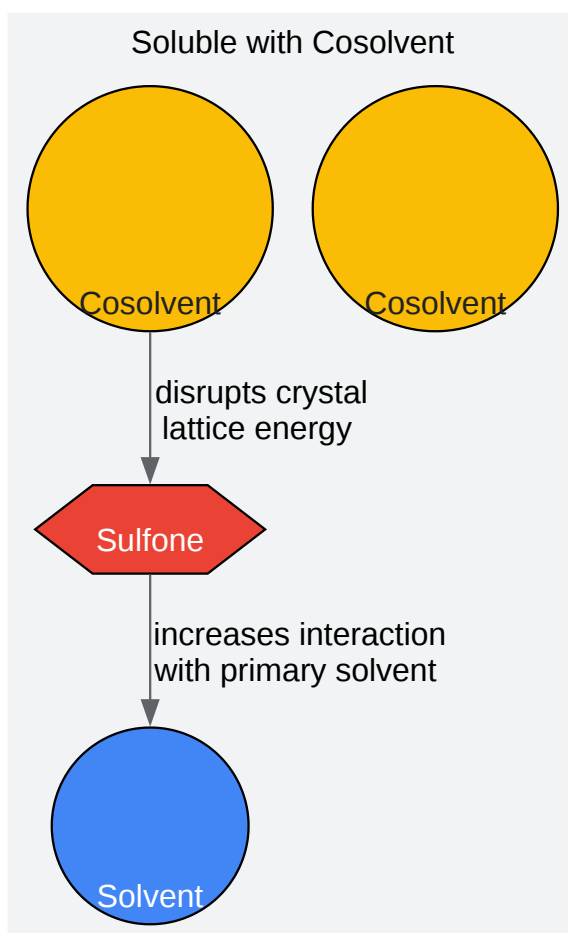 Soluble with Cosolvent
Cosolvent
Cosolvent
disrupts crystal
lattice energy
Sulfone
increases interaction
with primary solvent
Solvent